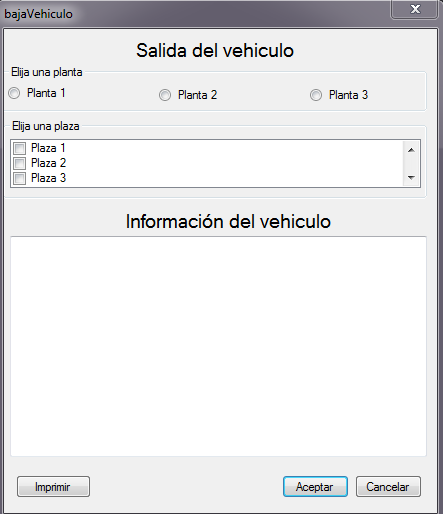 bajaVehiculo
Salida del vehiculo
Elija una planta
Planta 1 Planta 2 Planta 3
Elija una plaza
Plaza 1
Plaza 2
Plaza 3
Información del vehiculo
Imprimir Aceptar Cancelar